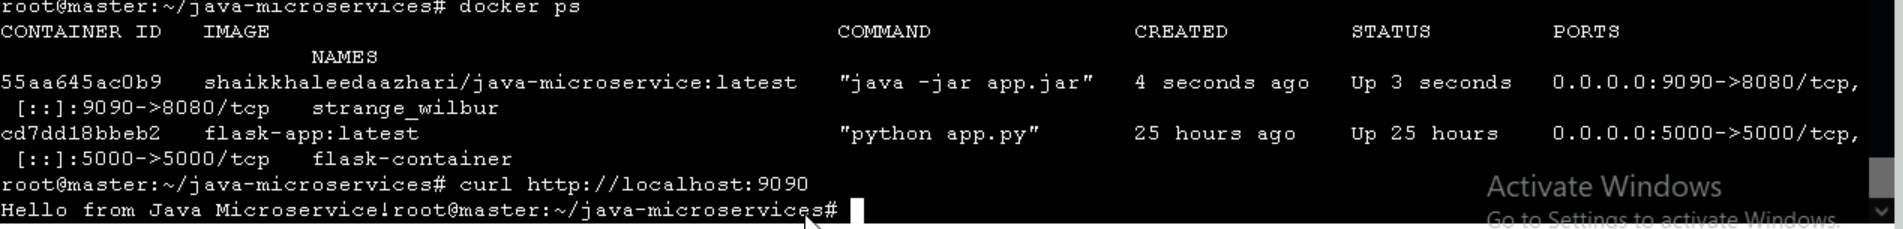 root@master:~/java-microservices# docker ps
CONTAINER ID   IMAGE                                           COMMAND               CREATED         STATUS         PORTS
                       NAMES
55aa645ac0b9   shaikkhaleedaazhari/java-microservice:latest   "java -jar app.jar"   4 seconds ago   Up 3 seconds   0.0.0.0:9090->8080/tcp,
 [::]:9090->8080/tcp   strange_wilbur
cd7dd18bbeb2   flask-app:latest                               "python app.py"       25 hours ago    Up 25 hours    0.0.0.0:5000->5000/tcp,
 [::]:5000->5000/tcp   flask-container
root@master:~/java-microservices# curl http://localhost:9090
Hello from Java Microservice!root@master:~/java-microservices#
Activate Windows
Go to Settings to activate Windows.